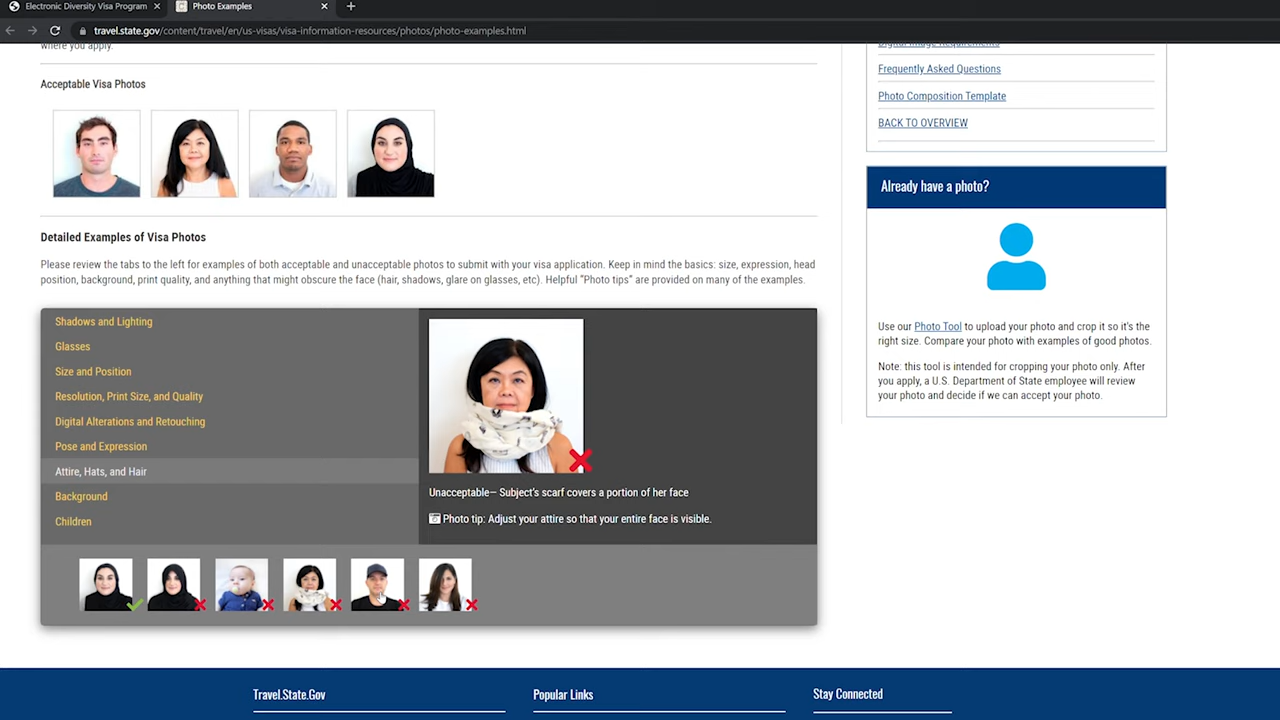 Electronic Diversity Visa Program
Photo Examples
travel.state.gov/content/travel/en/us-visas/visa-information-resources/photos/photo-examples.html
where you apply.
Acceptable Visa Photos
Detailed Examples of Visa Photos
Please review the tabs to the left for examples of both acceptable and unacceptable photos to submit with your visa application. Keep in mind the basics: size, expression, head
position, background, print quality, and anything that might obscure the face (hair, shadows, glare on glasses, etc). Helpful "Photo tips" are provided on many of the examples.
Shadows and Lighting
Glasses
Size and Position
Resolution, Print Size, and Quality
Digital Alterations and Retouching
Pose and Expression
Attire, Hats, and Hair
Background
Children
Unacceptable— Subject's scarf covers a portion of her face
Photo tip: Adjust your attire so that your entire face is visible.
Digital Image Requirements
Frequently Asked Questions
Photo Composition Template
BACK TO OVERVIEW
Already have a photo?
Use our Photo Tool to upload your photo and crop it so it's the
right size. Compare your photo with examples of good photos.
Note: this tool is intended for cropping your photo only. After
you apply, a U.S. Department of State employee will review
your photo and decide if we can accept your photo.
Travel.State.Gov
Popular Links
Stay Connected